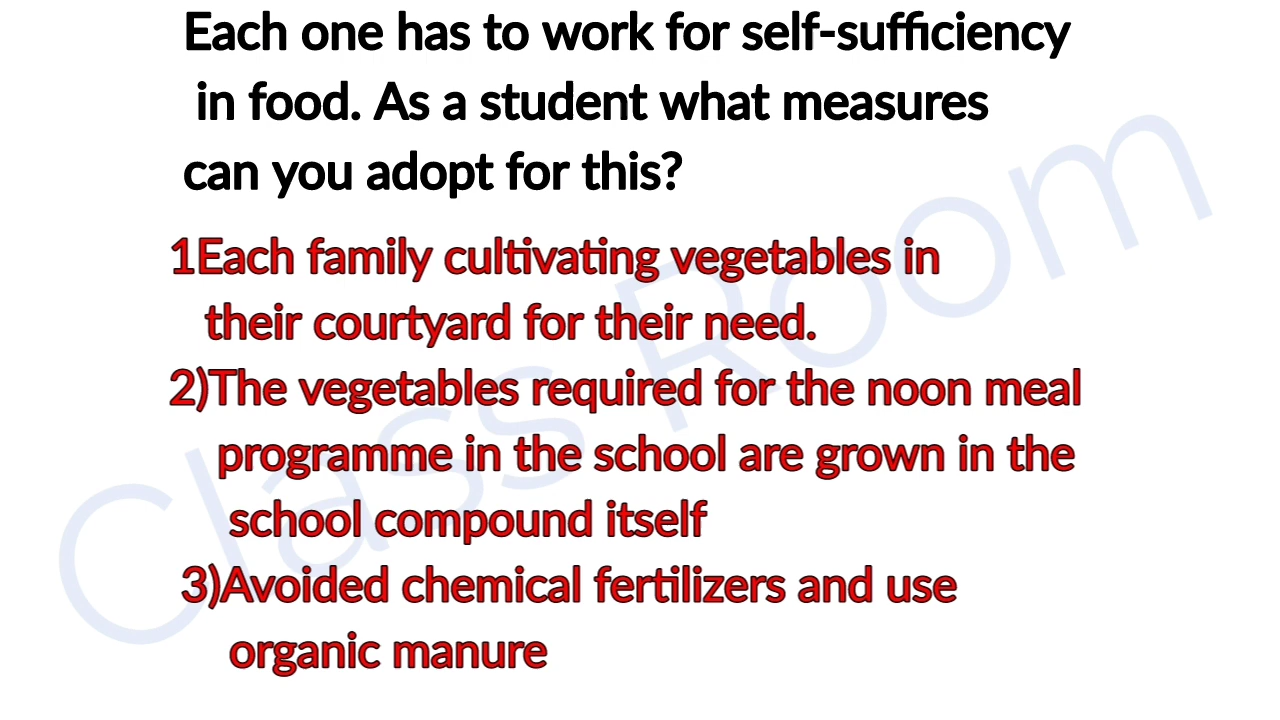 Each one has to work for self-sufficiency
in food. As a student what measures
can you adopt for this?
1Each family cultivating vegetables in
their courtyard for their need.
2)The vegetables required for the noon meal
programme in the school are grown in the
school compound itself
3)Avoided chemical fertilizers and use
organic manure
Class Room